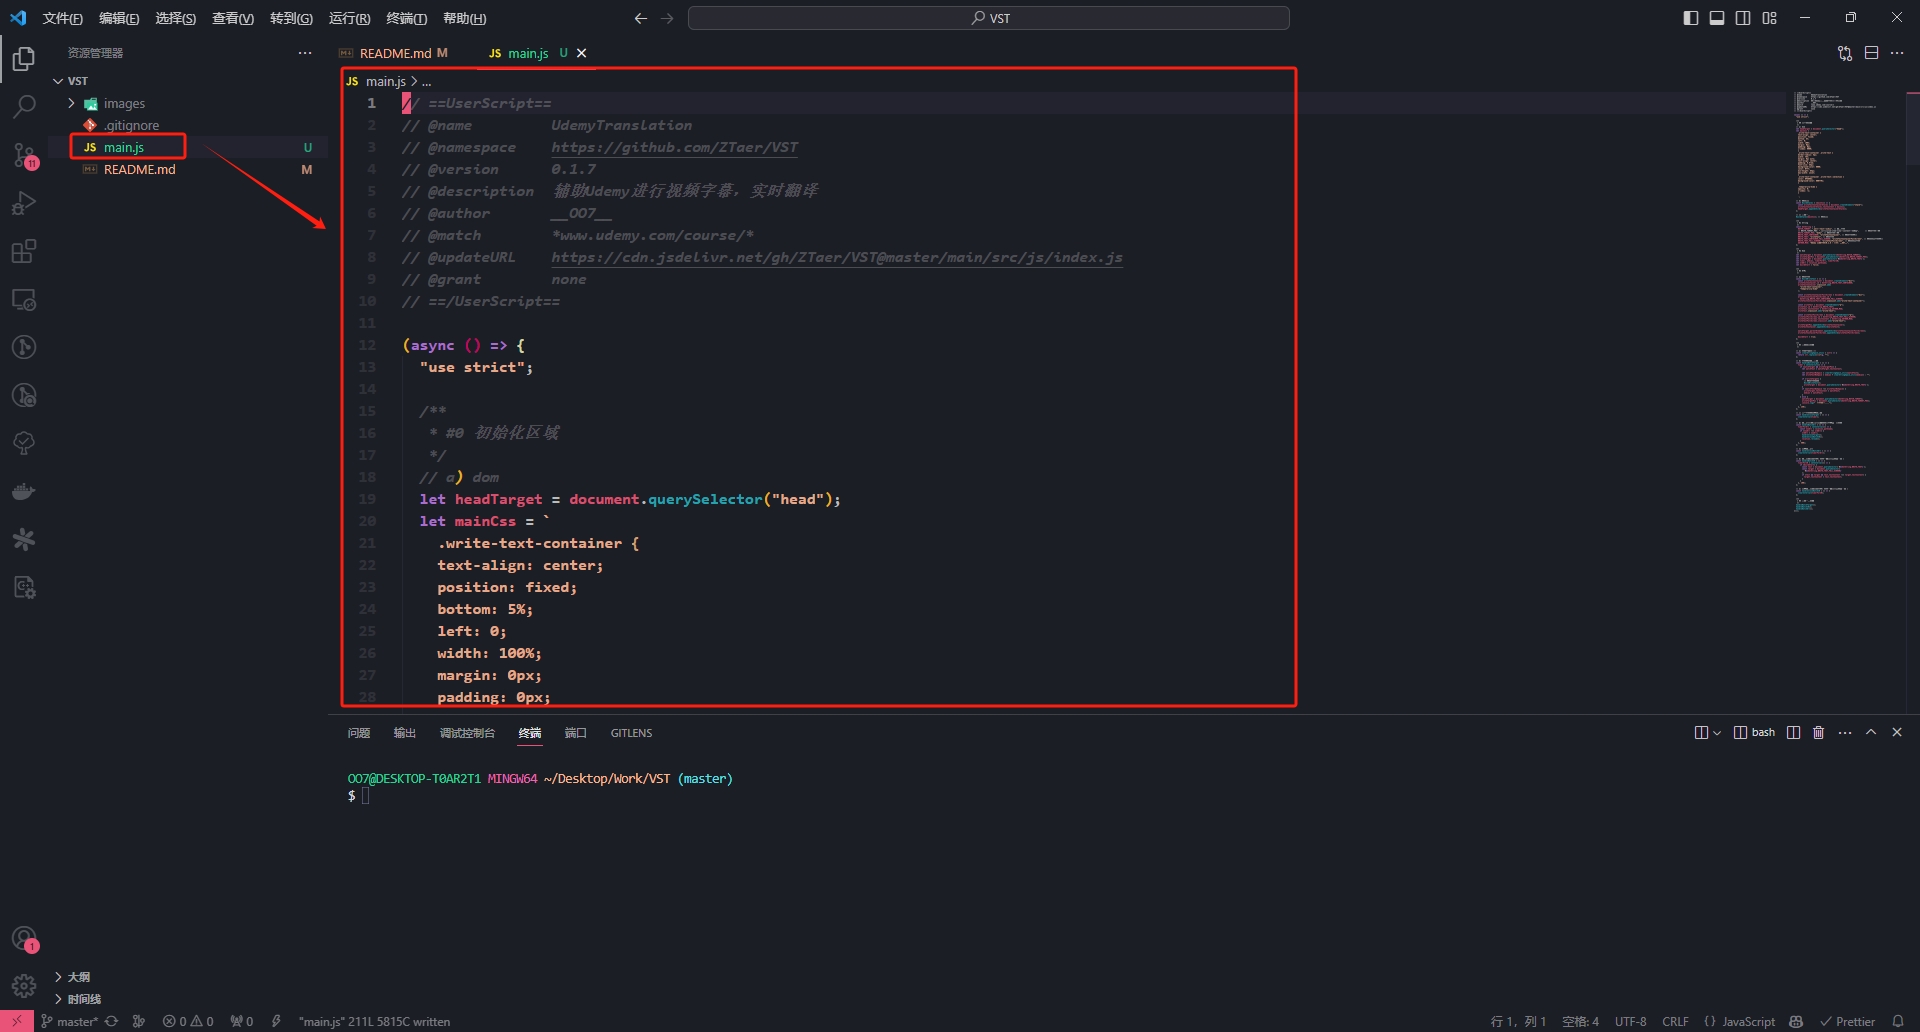 文件(F) 编辑(E) 选择(S) 查看(V) 转到(G) 运行(R) 终端(T) 帮助(H)
VST
资源管理器
VST
images
.gitignore
JS main.js U
README.md M
README.md M
JS main.js U
JS main.js > ...
1 // ==UserScript==
2 // @name UdemyTranslation
3 // @namespace https://github.com/ZTaer/VST
4 // @version 0.1.7
5 // @description 辅助Udemy进行视频字幕，实时翻译
6 // @author __007__
7 // @match *www.udemy.com/course/*
8 // @updateURL https://cdn.jsdelivr.net/gh/ZTaer/VST@master/main/src/js/index.js
9 // @grant none
10 // ==/UserScript==
11
12 (async () => {
13 "use strict";
14
15 /**
16 * #0 初始化区域
17 */
18 // a) dom
19 let headTarget = document.querySelector("head");
20 let mainCss = `
21 .write-text-container {
22 text-align: center;
23 position: fixed;
24 bottom: 5%;
25 left: 0;
26 width: 100%;
27 margin: 0px;
28 padding: 0px;
问题 输出 调试控制台 终端 端口 GITLENS
bash
007@DESKTOP-T0AR2T1 MINGW64 ~/Desktop/Work/VST (master)
$
11
1
大纲
时间线
master* 0 0 0 "main.js" 211L 5815C written
行 1，列 1 空格: 4 UTF-8 CRLF {} JavaScript Prettier